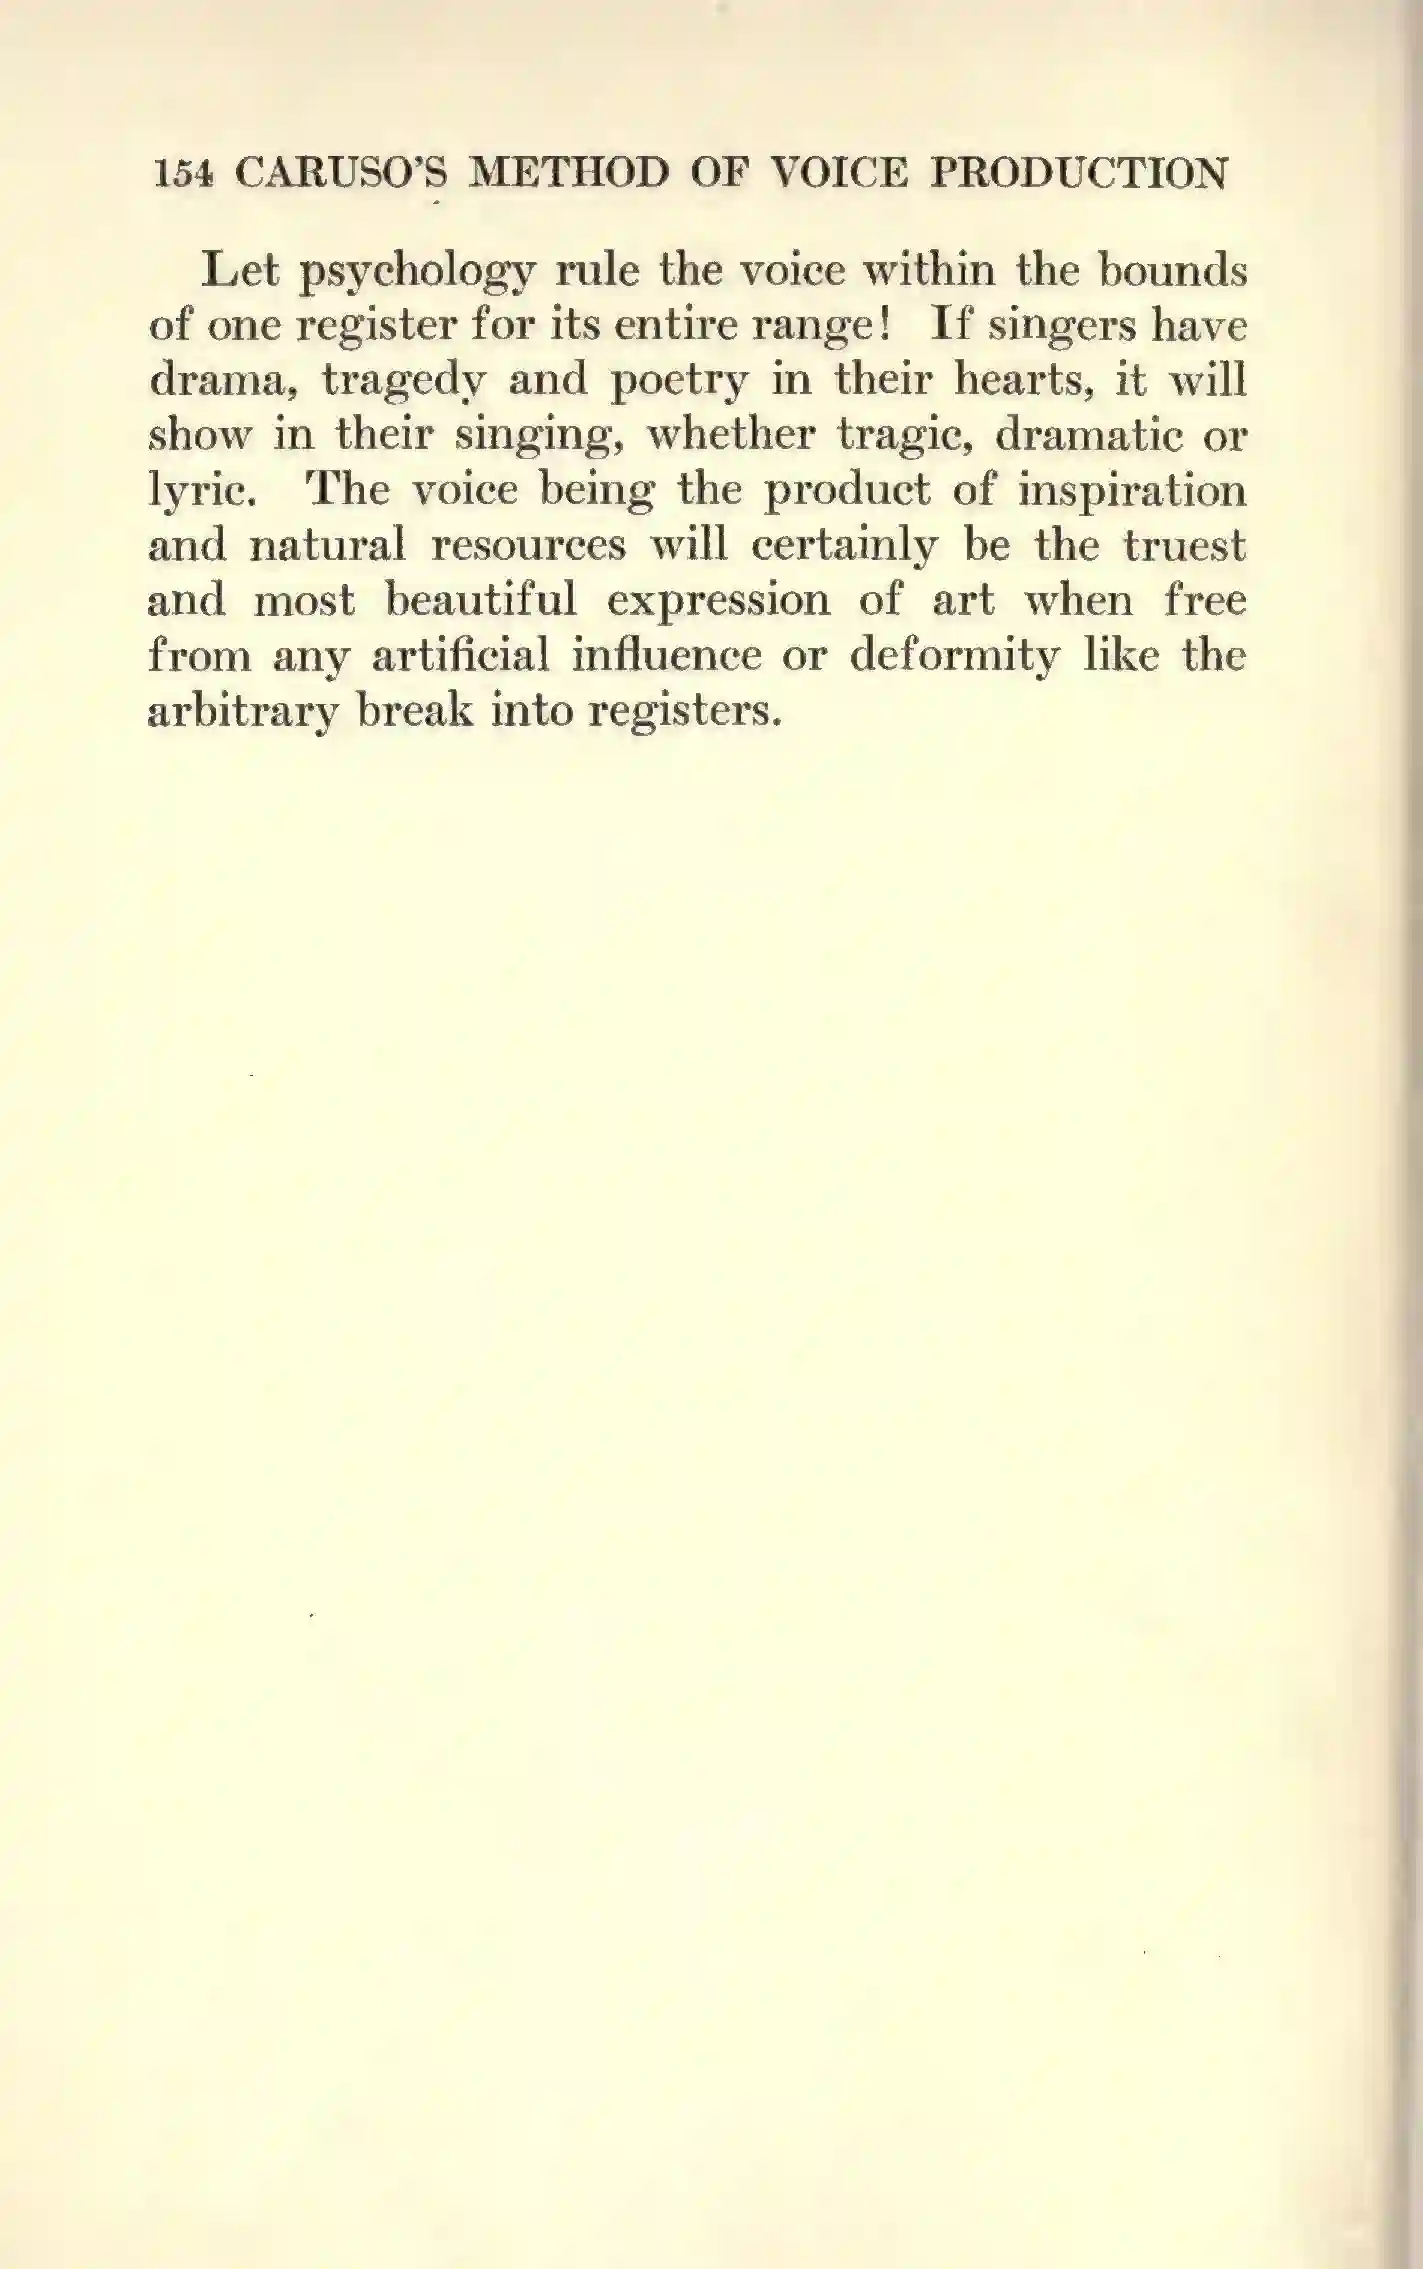 154 CARUSO'S METHOD OF VOICE PRODUCTION
Let psychology rule the voice within the bounds
of one register for its entire range! If singers have
drama, tragedy and poetry in their hearts, it will
show in their singing, whether tragic, dramatic or
lyric. The voice being the product of inspiration
and natural resources will certainly be the truest
and most beautiful expression of art when free
from any artificial influence or deformity like the
arbitrary break into registers.